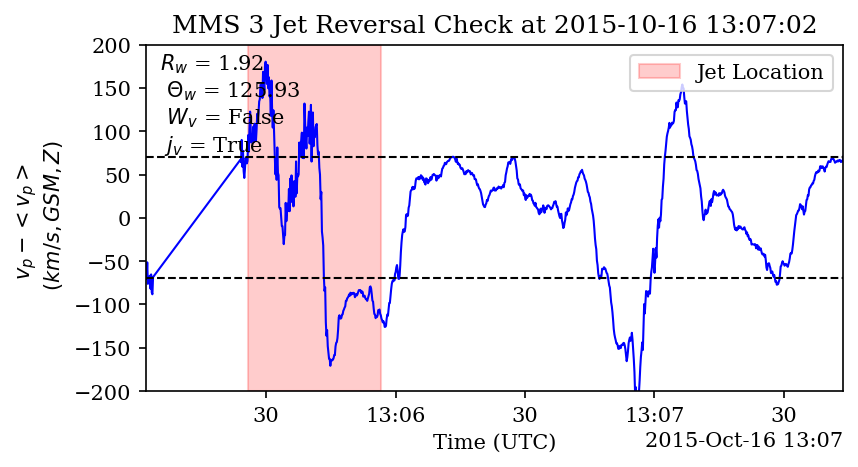 MMS 3 Jet Reversal Check at 2015-10-16 13:07:02
R_w = 1.92
Θ_w = 125.93
W_v = False
j_v = True
Jet Location
200
150
100
50
0
−50
−100
−150
−200
v_p − < v_p >
(km/s, GSM, Z)
30
13:06
30
13:07
30
Time (UTC)
2015-Oct-16 13:07